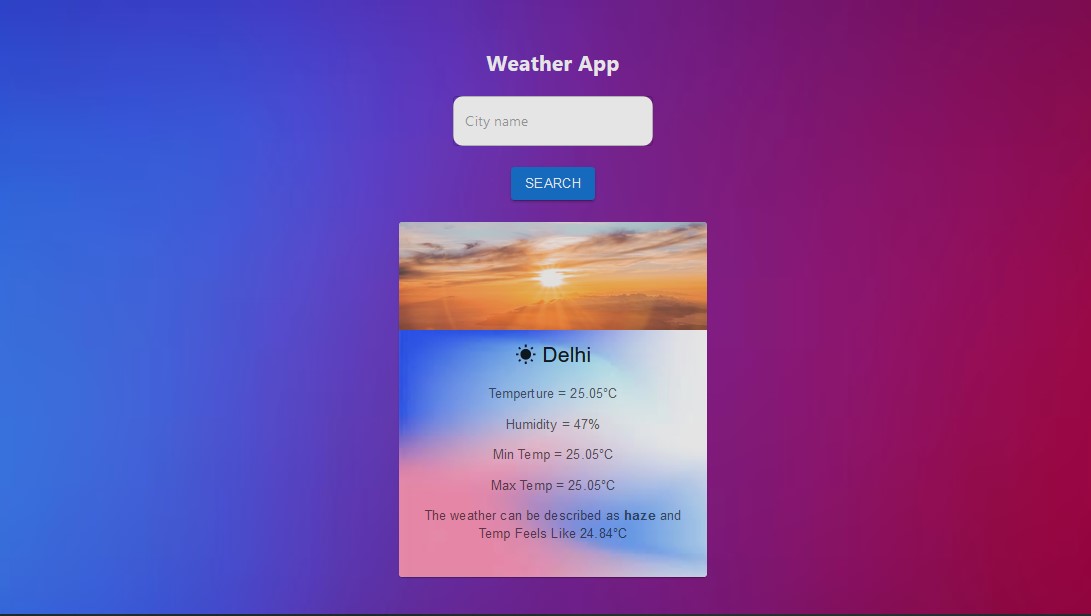 Weather App
City name
SEARCH
Delhi
Temperture = 25.05°C
Humidity = 47%
Min Temp = 25.05°C
Max Temp = 25.05°C
The weather can be described as haze and
Temp Feels Like 24.84°C